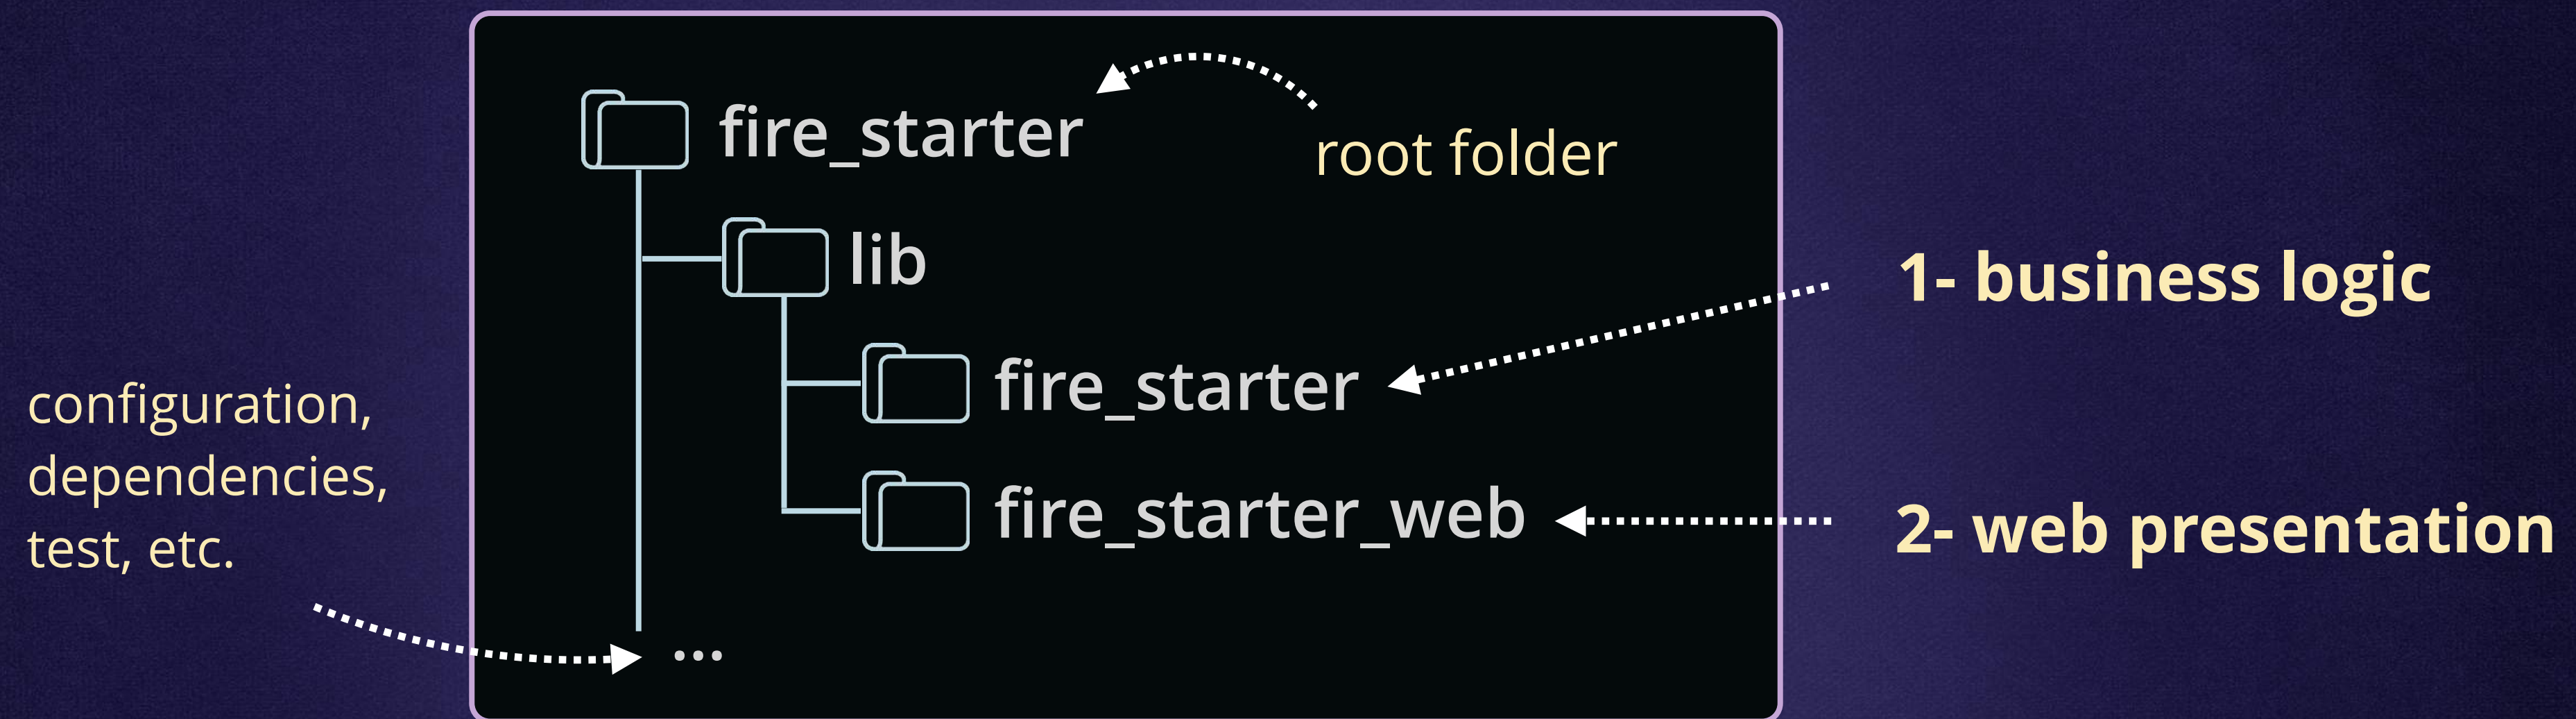 fire_starter
root folder
lib
1- business logic
fire_starter
configuration,
dependencies,
test, etc.
fire_starter_web
2- web presentation
...